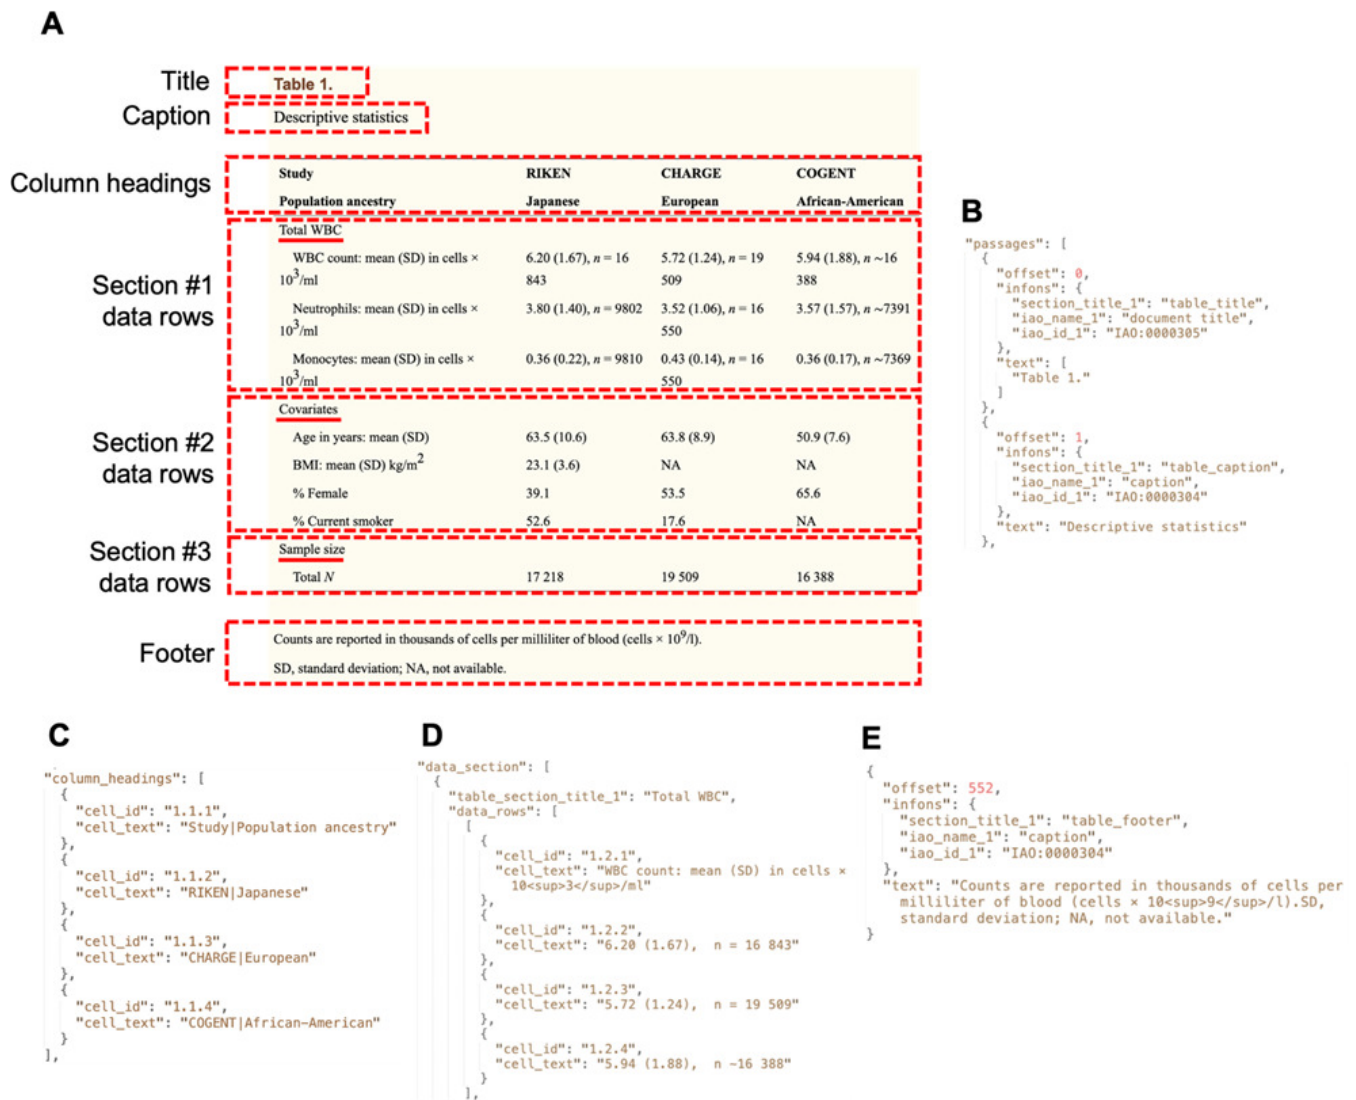 A
Title
Table 1.
Caption
Descriptive statistics
Column headings
Study RIKEN CHARGE COGENT
Population ancestry Japanese European African-American
Section #1
data rows
Total WBC
WBC count: mean (SD) in cells × 6.20 (1.67), n = 16 5.72 (1.24), n = 19 5.94 (1.88), n ~16
10³/ml 843 509 388
Neutrophils: mean (SD) in cells × 3.80 (1.40), n = 9802 3.52 (1.06), n = 16 3.57 (1.57), n ~7391
10³/ml 550
Monocytes: mean (SD) in cells × 0.36 (0.22), n = 9810 0.43 (0.14), n = 16 0.36 (0.17), n ~7369
10³/ml 550
Section #2
data rows
Covariates
Age in years: mean (SD) 63.5 (10.6) 63.8 (8.9) 50.9 (7.6)
BMI: mean (SD) kg/m² 23.1 (3.6) NA NA
% Female 39.1 53.5 65.6
% Current smoker 52.6 17.6 NA
Section #3
data rows
Sample size
Total N 17 218 19 509 16 388
Footer
Counts are reported in thousands of cells per milliliter of blood (cells × 10⁹/l).
SD, standard deviation; NA, not available.
B
"passages": [
{
"offset": 0,
"infons": {
"section_title_1": "table_title",
"iao_name_1": "document title",
"iao_id_1": "IAO:0000305"
},
"text": [
"Table 1."
]
},
{
"offset": 1,
"infons": {
"section_title_1": "table_caption",
"iao_name_1": "caption",
"iao_id_1": "IAO:0000304"
},
"text": "Descriptive statistics"
},
C
"column_headings": [
{
"cell_id": "1.1.1",
"cell_text": "Study|Population ancestry"
},
{
"cell_id": "1.1.2",
"cell_text": "RIKEN|Japanese"
},
{
"cell_id": "1.1.3",
"cell_text": "CHARGE|European"
},
{
"cell_id": "1.1.4",
"cell_text": "COGENT|African-American"
}
],
D
"data_section": [
{
"table_section_title_1": "Total WBC",
"data_rows": [
[
{
"cell_id": "1.2.1",
"cell_text": "WBC count: mean (SD) in cells ×
10<sup>3</sup>/ml"
},
{
"cell_id": "1.2.2",
"cell_text": "6.20 (1.67), n = 16 843"
},
{
"cell_id": "1.2.3",
"cell_text": "5.72 (1.24), n = 19 509"
},
{
"cell_id": "1.2.4",
"cell_text": "5.94 (1.88), n ~16 388"
}
],
E
{
"offset": 552,
"infons": {
"section_title_1": "table_footer",
"iao_name_1": "caption",
"iao_id_1": "IAO:0000304"
},
"text": "Counts are reported in thousands of cells per
milliliter of blood (cells × 10<sup>9</sup>/l).SD,
standard deviation; NA, not available."
}